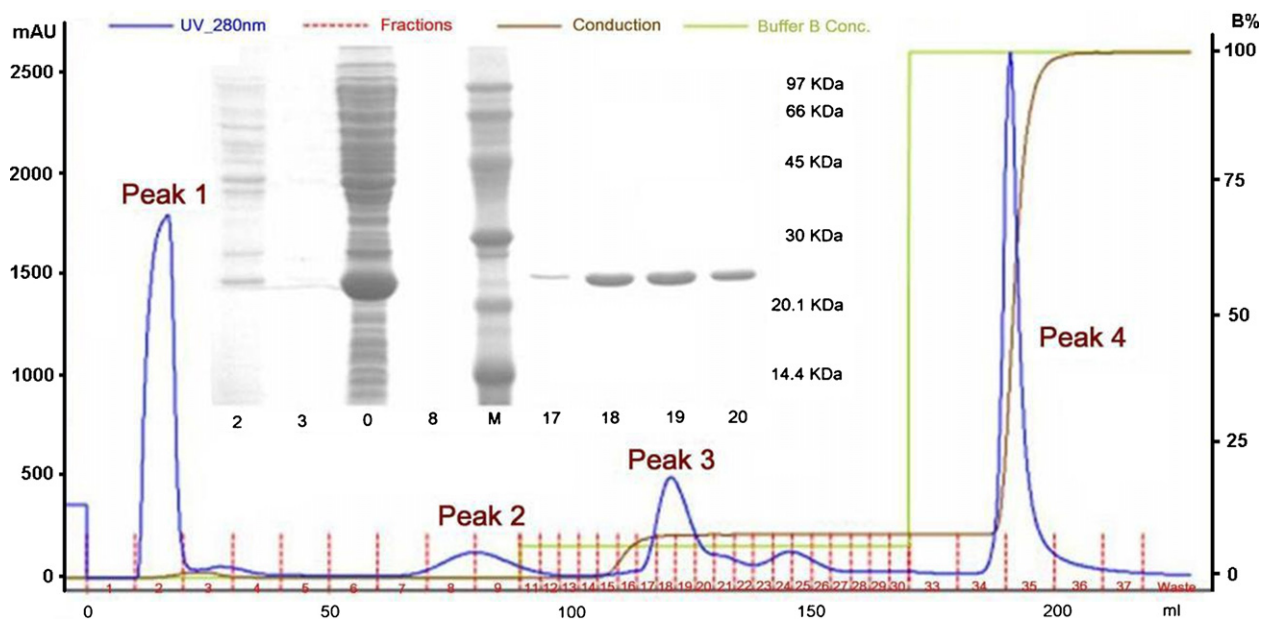 mAU
UV_280nm
Fractions
Conduction
Buffer B Conc.
B%
2500
2000
1500
1000
500
0
100
75
50
25
0
97 KDa
66 KDa
45 KDa
30 KDa
20.1 KDa
14.4 KDa
Peak 1
Peak 2
Peak 3
Peak 4
2 3 0 8 M 17 18 19 20
1 2 3 4 5 6 7 8 9 11 12 13 14 15 16 17 18 19 20 21 22 23 24 25 26 27 28 29 30 33 34 35 36 37 Waste
0 50 100 150 200 ml